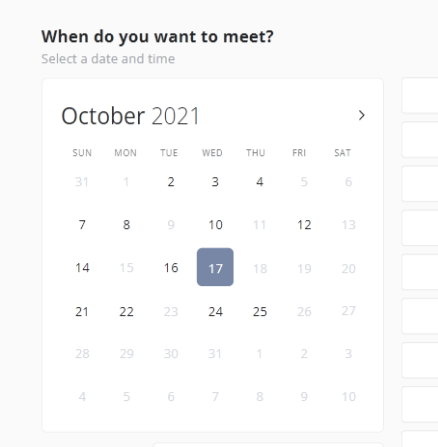 When do you want to meet?
Select a date and time
October 2021 >
SUN MON TUE WED THU FRI SAT
31 1 2 3 4 5 6
7 8 9 10 11 12 13
14 15 16 17 18 19 20
21 22 23 24 25 26 27
28 29 30 31 1 2 3
4 5 6 7 8 9 10